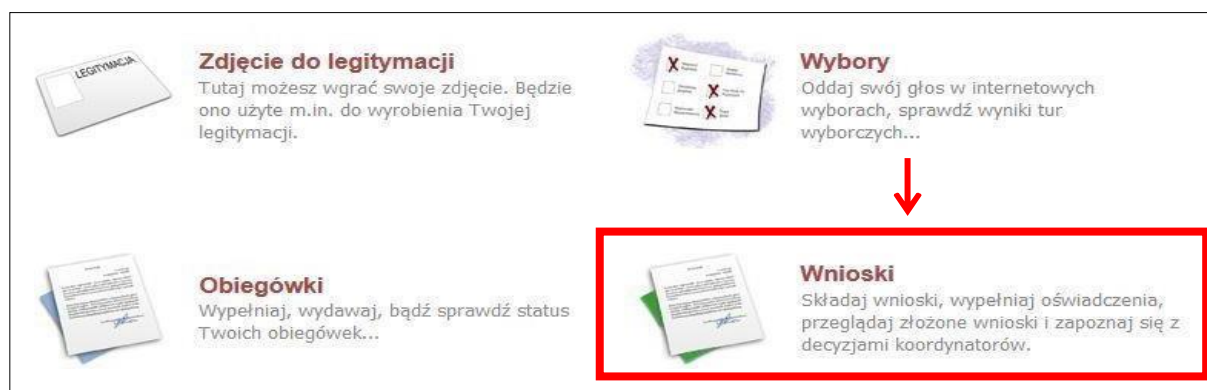 LEGITYMACJA
Zdjęcie do legitymacji
Tutaj możesz wgrać swoje zdjęcie. Będzie
ono użyte m.in. do wyrobienia Twojej
legitymacji.
Wybory
Oddaj swój głos w internetowych
wyborach, sprawdź wyniki tur
wyborczych...
Obiegówki
Wypełniaj, wydawaj, bądź sprawdź status
Twoich obiegówek...
Wnioski
Składaj wnioski, wypełniaj oświadczenia,
przeglądaj złożone wnioski i zapoznaj się z
decyzjami koordynatorów.